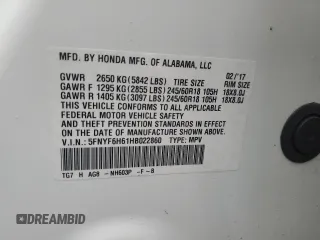 MFD. BY HONDA MFG. OF ALABAMA, LLC
02/'17
GVWR 2650 KG (5842 LBS) TIRE SIZE RIM SIZE
GAWR F 1295 KG (2855 LBS) 245/60R18 105H 18X8.0J
GAWR R 1405 KG (3097 LBS) 245/60R18 105H 18X8.0J
THIS VEHICLE CONFORMS TO ALL APPLICABLE
FEDERAL MOTOR VEHICLE SAFETY
AND THEFT PREVENTION STANDARDS IN EFFECT
ON THE DATE OF MANUFACTURE SHOWN ABOVE.
V.I.N.: 5FNYF6H61HB022860 TYPE: MPV
TG7 H AG8 -NH603P -F -B
DEALERSHIP